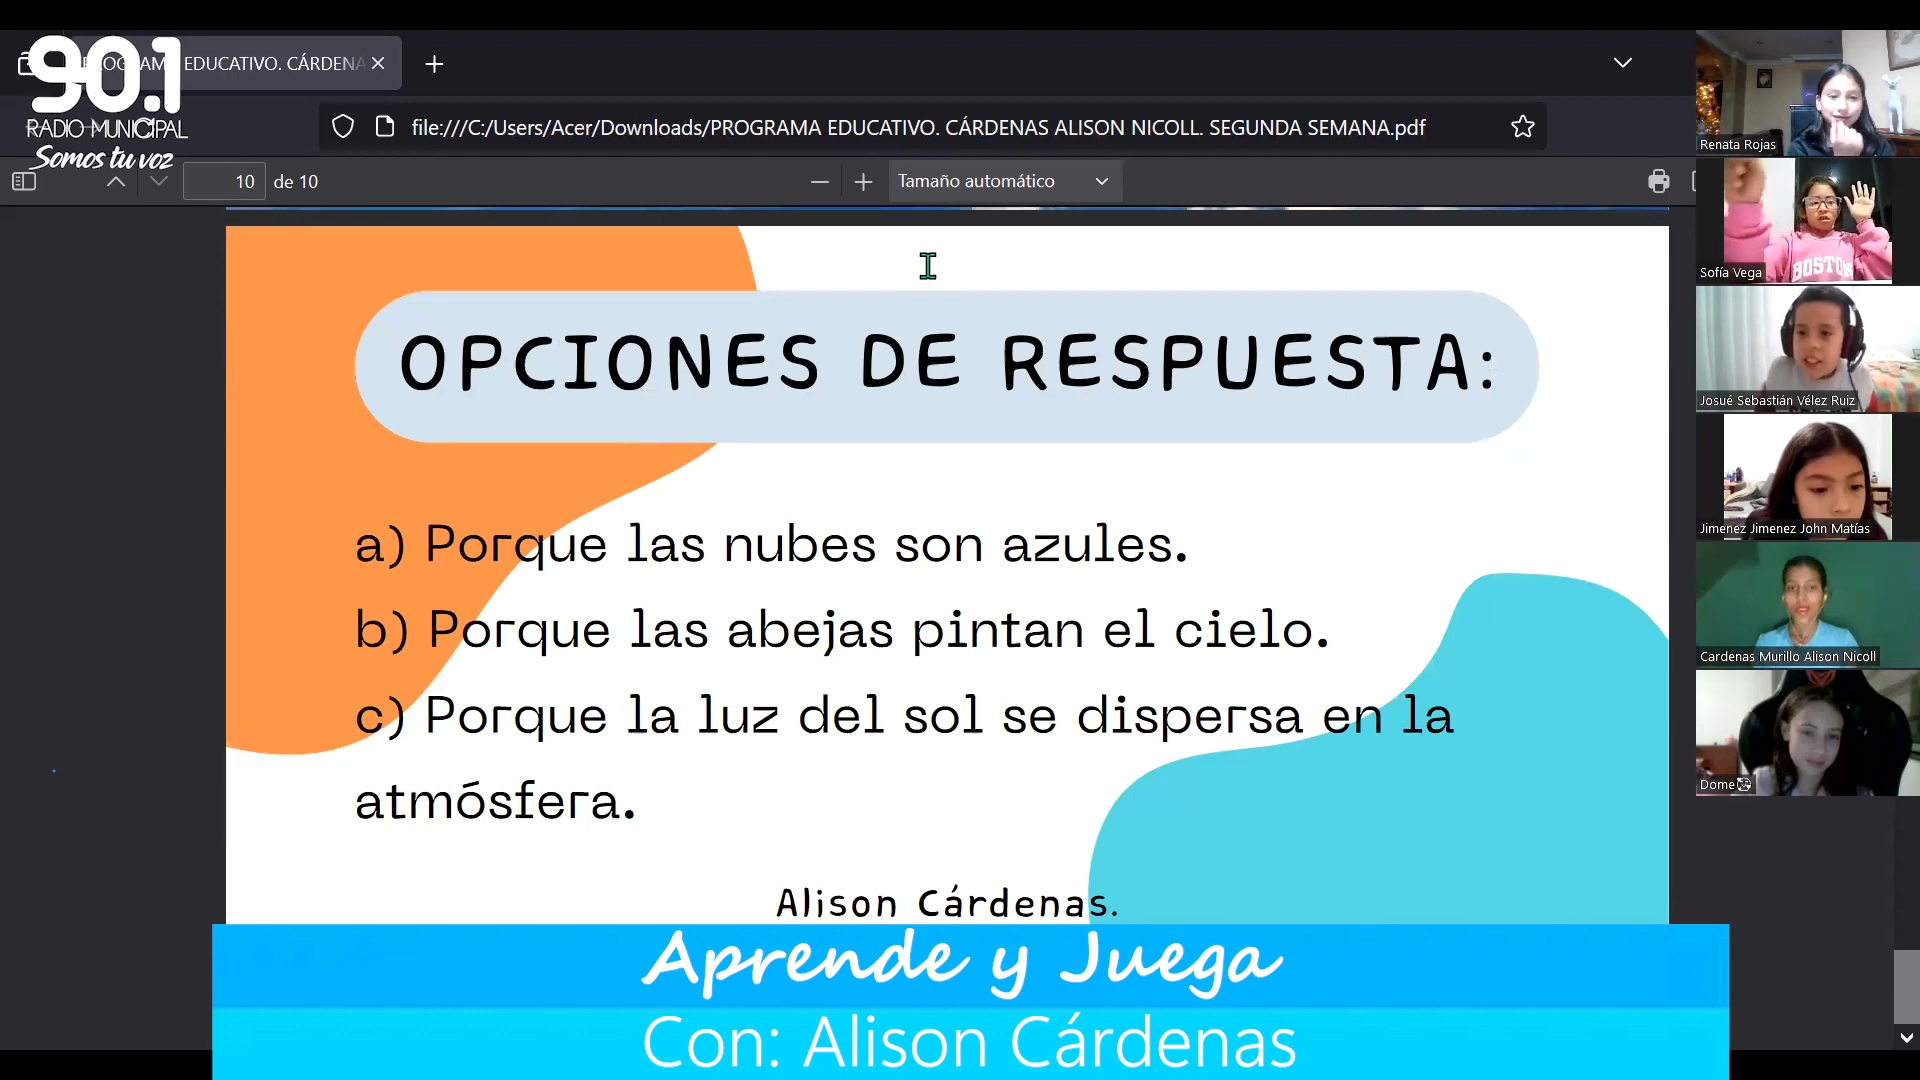 90.1
RADIO MUNICIPAL
Somos tu voz
EDUCATIVO. CÁRDENA
file:///C:/Users/Acer/Downloads/PROGRAMA EDUCATIVO. CÁRDENAS ALISON NICOLL. SEGUNDA SEMANA.pdf
10 de 10
Tamaño automático
OPCIONES DE RESPUESTA:
a) Porque las nubes son azules.
b) Porque las abejas pintan el cielo.
c) Porque la luz del sol se dispersa en la
atmósfera.
Alison Cárdenas.
Aprende y Juega
Con: Alison Cárdenas
Renata Rojas
BOSTON
Sofía Vega
Josué Sebastián Vélez Ruiz
Jimenez Jimenez John Matías
Cardenas Murillo Alison Nicoll
Dome